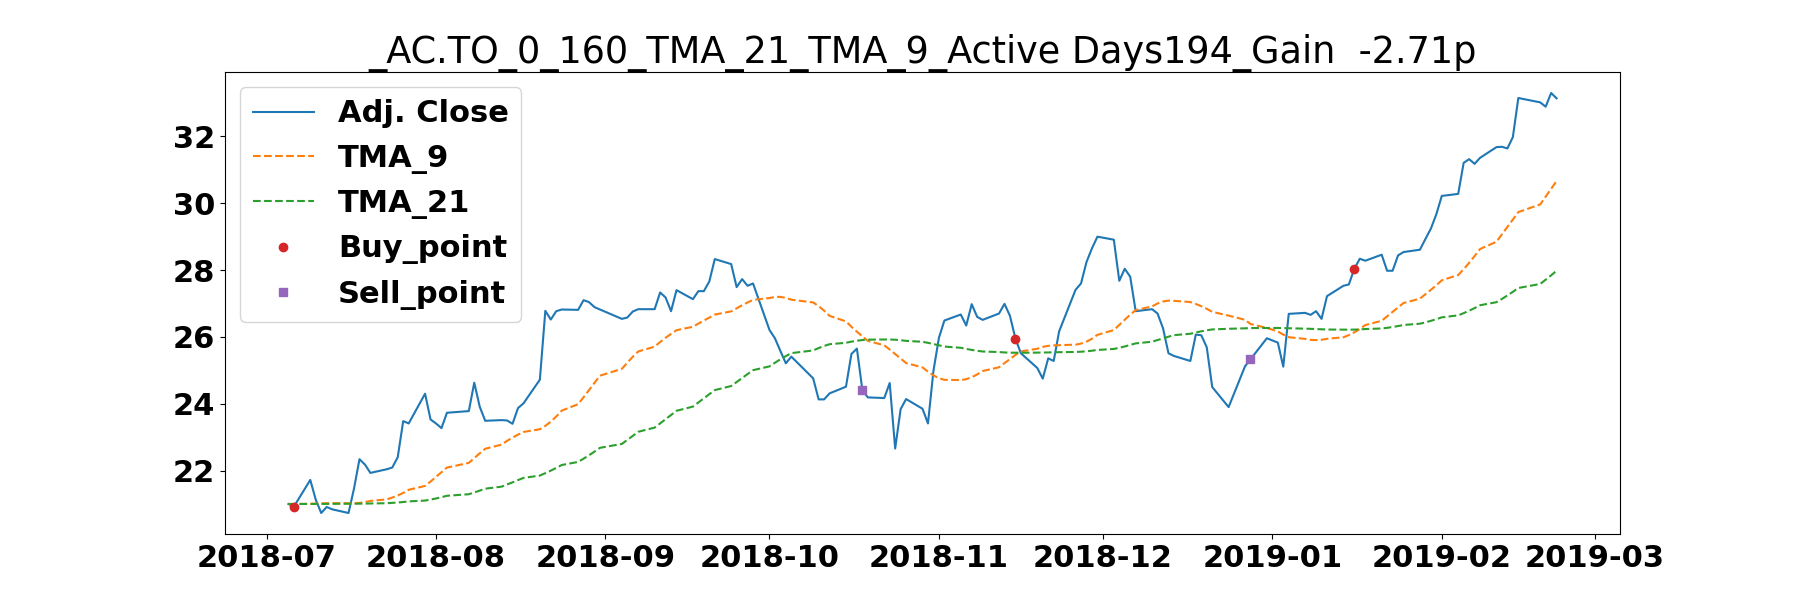 _AC.TO_0_160_TMA_21_TMA_9_Active Days194_Gain  -2.71p
Adj. Close
TMA_9
TMA_21
Buy_point
Sell_point
32
30
28
26
24
22
2018-07 2018-08 2018-09 2018-10 2018-11 2018-12 2019-01 2019-02 2019-03